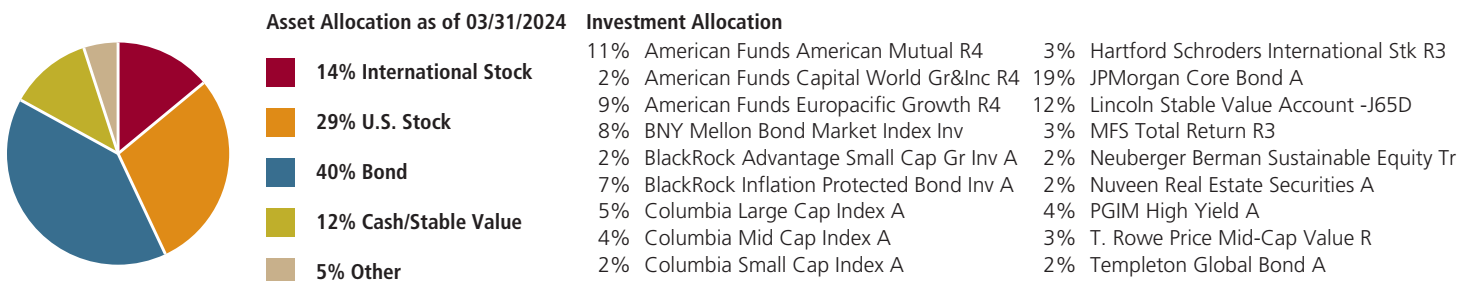 Asset Allocation as of 03/31/2024
14% International Stock
29% U.S. Stock
40% Bond
12% Cash/Stable Value
5% Other
Investment Allocation
11% American Funds American Mutual R4
2% American Funds Capital World Gr&Inc R4
9% American Funds Europacific Growth R4
8% BNY Mellon Bond Market Index Inv
2% BlackRock Advantage Small Cap Gr Inv A
7% BlackRock Inflation Protected Bond Inv A
5% Columbia Large Cap Index A
4% Columbia Mid Cap Index A
2% Columbia Small Cap Index A
3% Hartford Schroders International Stk R3
19% JPMorgan Core Bond A
12% Lincoln Stable Value Account -J65D
3% MFS Total Return R3
2% Neuberger Berman Sustainable Equity Tr
2% Nuveen Real Estate Securities A
4% PGIM High Yield A
3% T. Rowe Price Mid-Cap Value R
2% Templeton Global Bond A